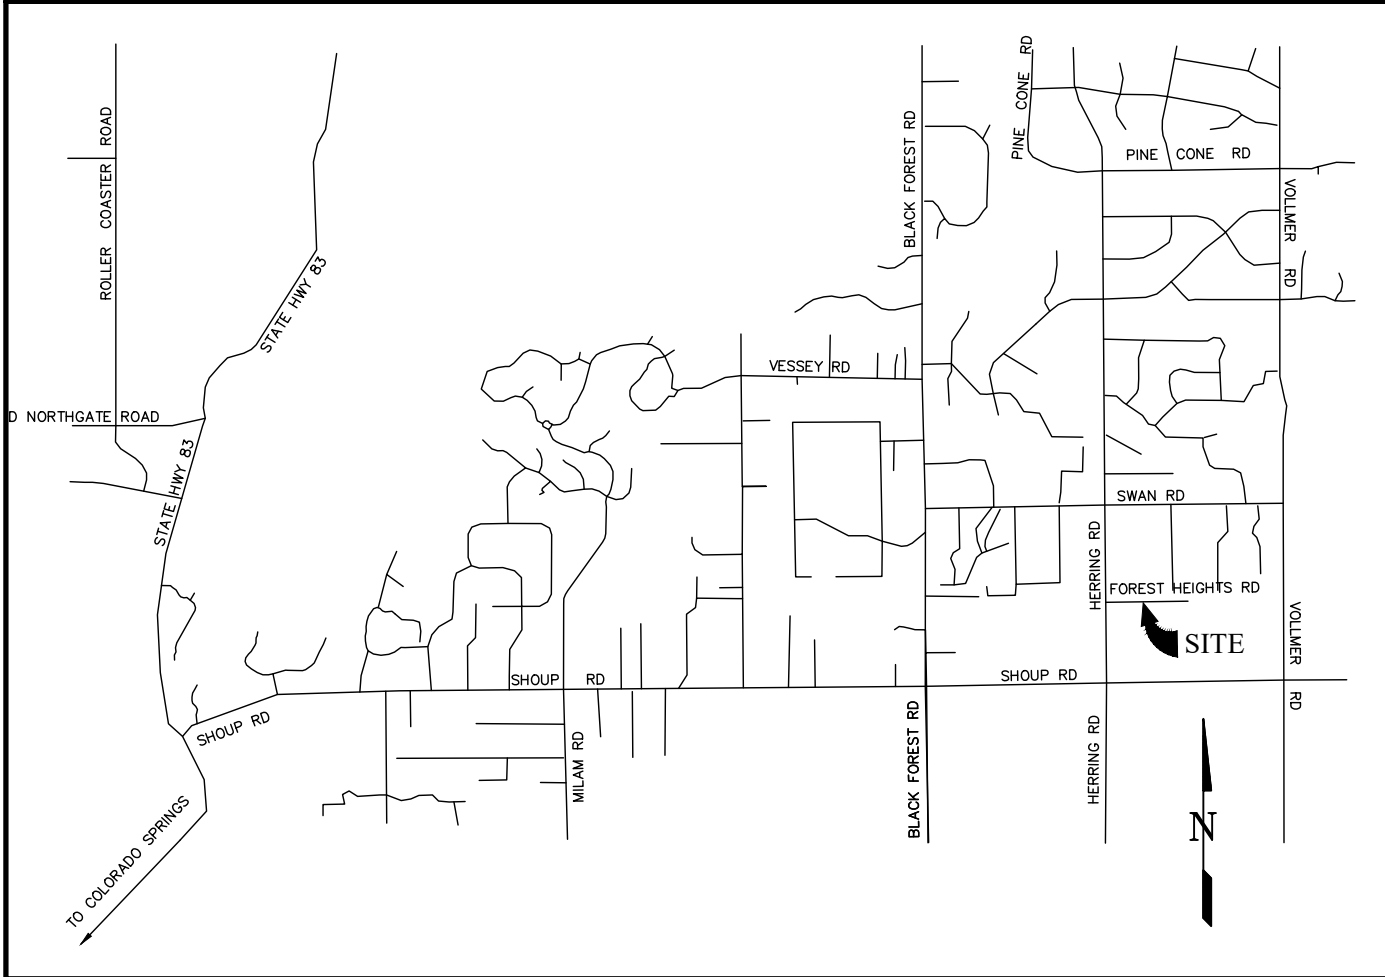 PINE CONE RD
ROLLER COASTER ROAD
BLACK FOREST RD
PINE CONE RD
VOLLMER RD
STATE HWY 83
VESSEY RD
D NORTHGATE ROAD
STATE HWY 83
SWAN RD
HERRING RD
FOREST HEIGHTS RD
SITE
VOLLMER RD
SHOUP RD
SHOUP RD
SHOUP RD
MILAM RD
BLACK FOREST RD
HERRING RD
TO COLORADO SPRINGS
N